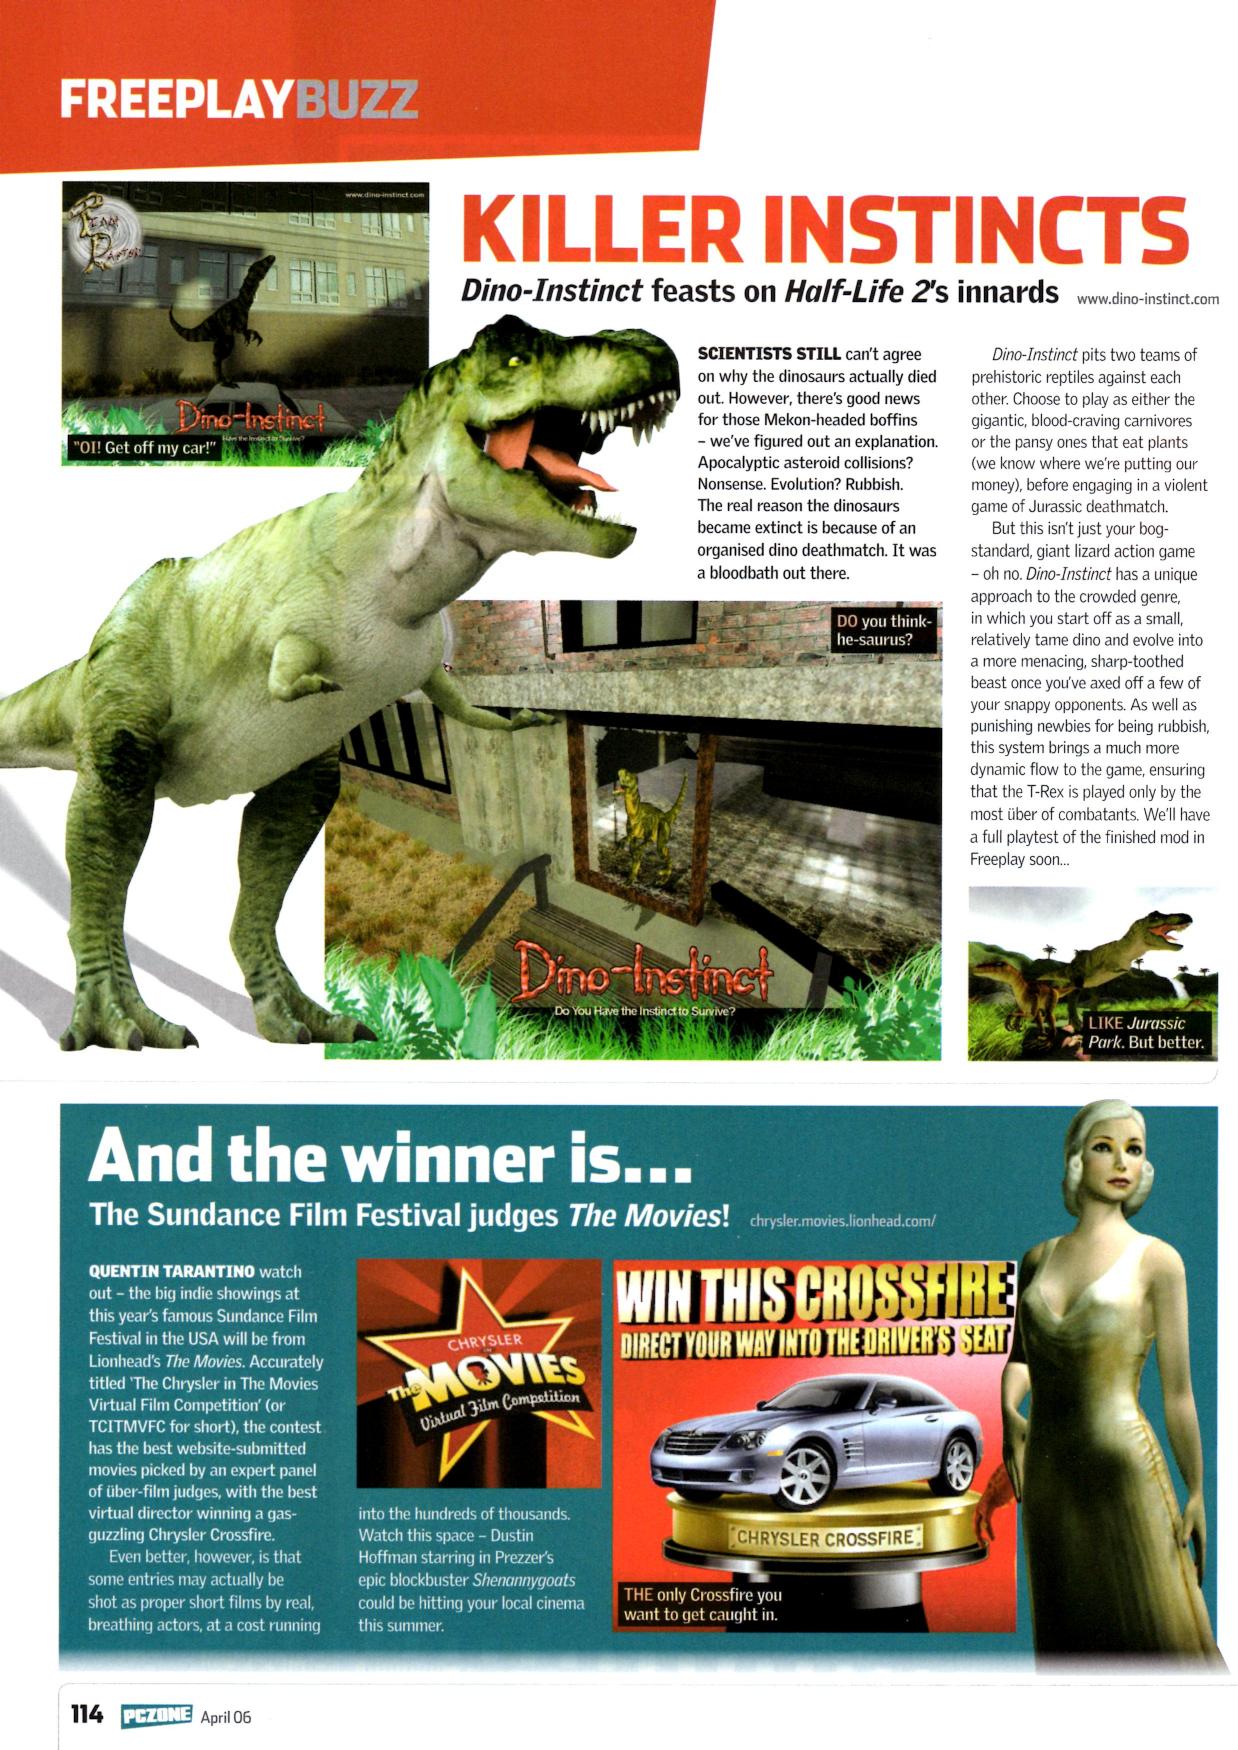 FREEPLAYBUZZ
www.dino-instinct.com
Team
Raptor
Dino-Instinct
Have the Instinct to Survive?
"OI! Get off my car!"
KILLER INSTINCTS
Dino-Instinct feasts on Half-Life 2's innards www.dino-instinct.com
SCIENTISTS STILL can't agree
on why the dinosaurs actually died
out. However, there's good news
for those Mekon-headed boffins
– we've figured out an explanation.
Apocalyptic asteroid collisions?
Nonsense. Evolution? Rubbish.
The real reason the dinosaurs
became extinct is because of an
organised dino deathmatch. It was
a bloodbath out there.
Dino-Instinct pits two teams of
prehistoric reptiles against each
other. Choose to play as either the
gigantic, blood-craving carnivores
or the pansy ones that eat plants
(we know where we're putting our
money), before engaging in a violent
game of Jurassic deathmatch.
But this isn't just your bog-
standard, giant lizard action game
– oh no. Dino-Instinct has a unique
approach to the crowded genre,
in which you start off as a small,
relatively tame dino and evolve into
a more menacing, sharp-toothed
beast once you've axed off a few of
your snappy opponents. As well as
punishing newbies for being rubbish,
this system brings a much more
dynamic flow to the game, ensuring
that the T-Rex is played only by the
most über of combatants. We'll have
a full playtest of the finished mod in
Freeplay soon...
DO you think-
he-saurus?
Dino-Instinct
Do You Have the Instinct to Survive?
LIKE Jurassic
Park. But better.
And the winner is...
The Sundance Film Festival judges The Movies! chrysler.movies.lionhead.com/
QUENTIN TARANTINO watch
out – the big indie showings at
this year's famous Sundance Film
Festival in the USA will be from
Lionhead's The Movies. Accurately
titled 'The Chrysler in The Movies
Virtual Film Competition' (or
TCITMVFC for short), the contest
has the best website-submitted
movies picked by an expert panel
of über-film judges, with the best
virtual director winning a gas-
guzzling Chrysler Crossfire.
Even better, however, is that
some entries may actually be
shot as proper short films by real,
breathing actors, at a cost running
CHRYSLER
IN
The MOVIES
Virtual Film Competition
into the hundreds of thousands.
Watch this space – Dustin
Hoffman starring in Prezzer's
epic blockbuster Shenannygoats
could be hitting your local cinema
this summer.
WIN THIS CROSSFIRE
DIRECT YOUR WAY INTO THE DRIVER'S SEAT
CHRYSLER CROSSFIRE
THE only Crossfire you
want to get caught in.
114 PCZONE April 06